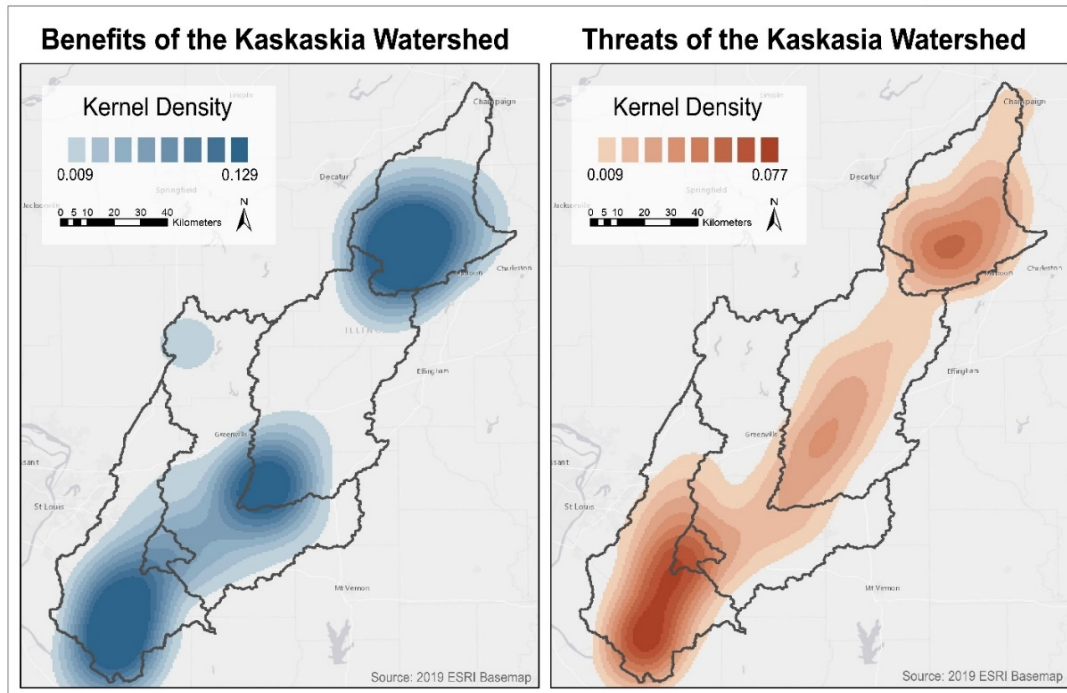 Benefits of the Kaskaskia Watershed
Kernel Density
0.009 0.129
0 5 10 20 30 40
Kilometers
N
Lincoln
Champaign
Decatur
Springfield
Jacksonville
Mattoon
Charleston
ILLIN
Effingham
Greenville
St Louis
Mt Vernon
Source: 2019 ESRI Basemap
Threats of the Kaskasia Watershed
Kernel Density
0.009 0.077
0 5 10 20 30 40
Kilometers
N
Lincoln
Champaign
Decatur
Springfield
Charleston
Effingham
Greenville
St Louis
Mt Vernon
Source: 2019 ESRI Basemap